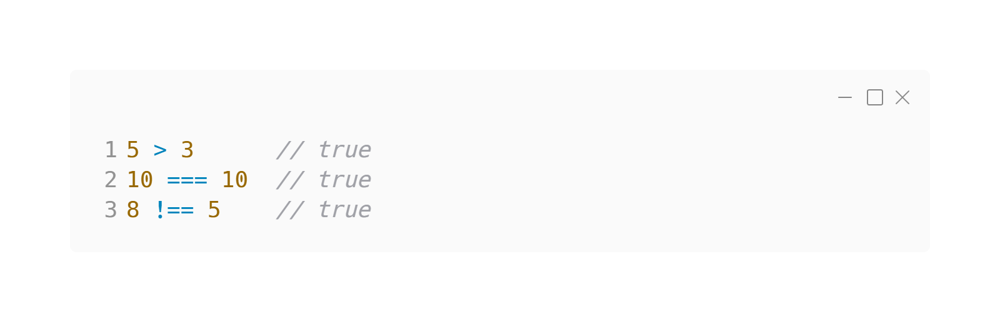 1 5 > 3      // true
2 10 === 10  // true
3 8 !== 5    // true